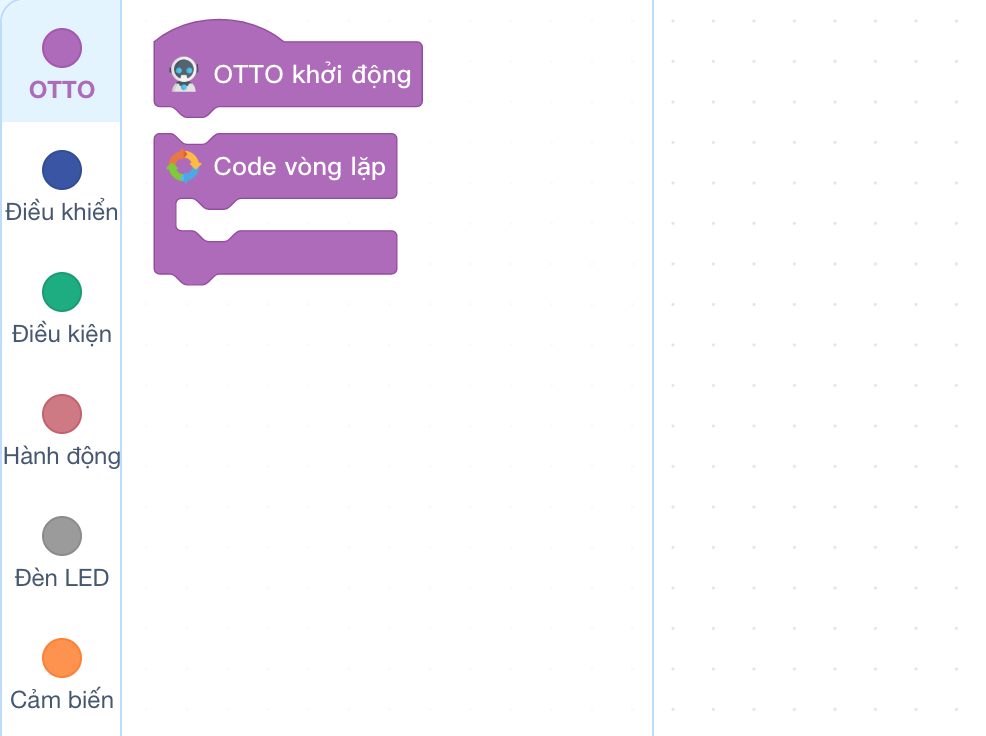 OTTO
Điều khiển
Điều kiện
Hành động
Đèn LED
Cảm biến
OTTO khởi động
Code vòng lặp